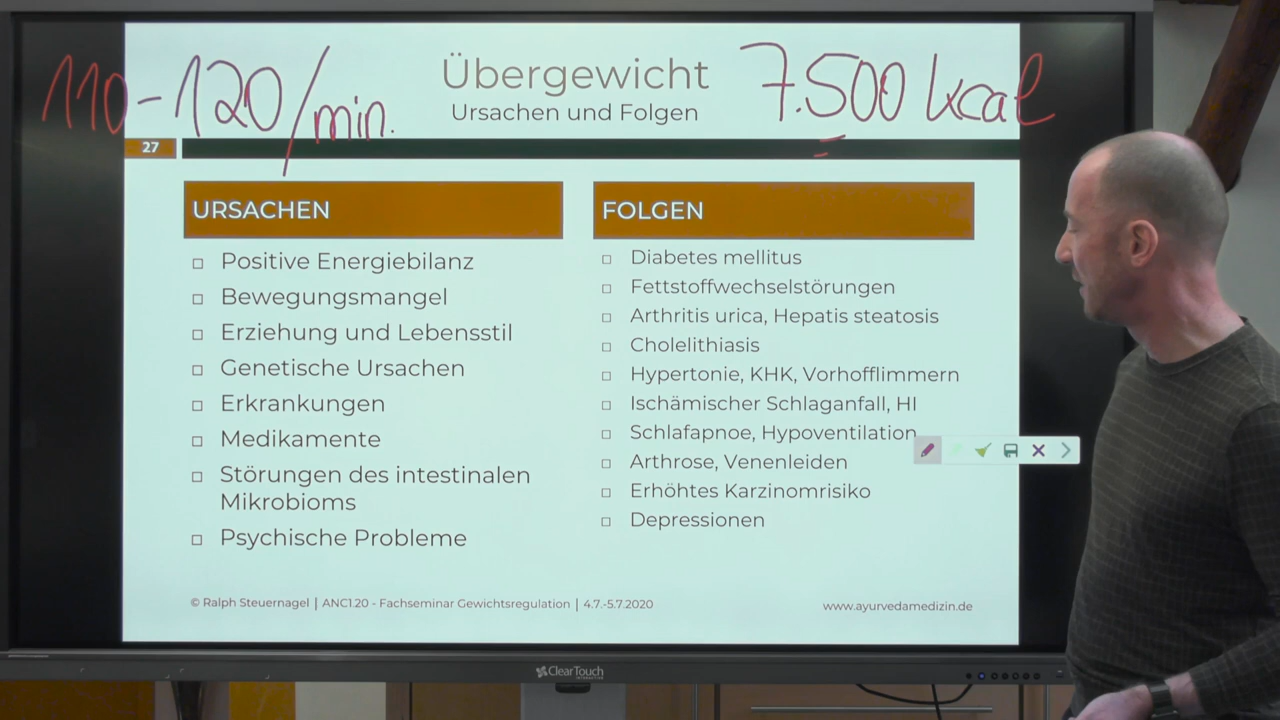 110-120/min.
Übergewicht
7.500 kcal
Ursachen und Folgen
27
URSACHEN
□ Positive Energiebilanz
□ Bewegungsmangel
□ Erziehung und Lebensstil
□ Genetische Ursachen
□ Erkrankungen
□ Medikamente
□ Störungen des intestinalen
Mikrobioms
□ Psychische Probleme
FOLGEN
□ Diabetes mellitus
□ Fettstoffwechselstörungen
□ Arthritis urica, Hepatis steatosis
□ Cholelithiasis
□ Hypertonie, KHK, Vorhofflimmern
□ Ischämischer Schlaganfall, HI
□ Schlafapnoe, Hypoventilation
□ Arthrose, Venenleiden
□ Erhöhtes Karzinomrisiko
□ Depressionen
© Ralph Steuernagel | ANC1.20 - Fachseminar Gewichtsregulation | 4.7.-5.7.2020
www.ayurvedamedizin.de
ClearTouch
INTERACTIVE